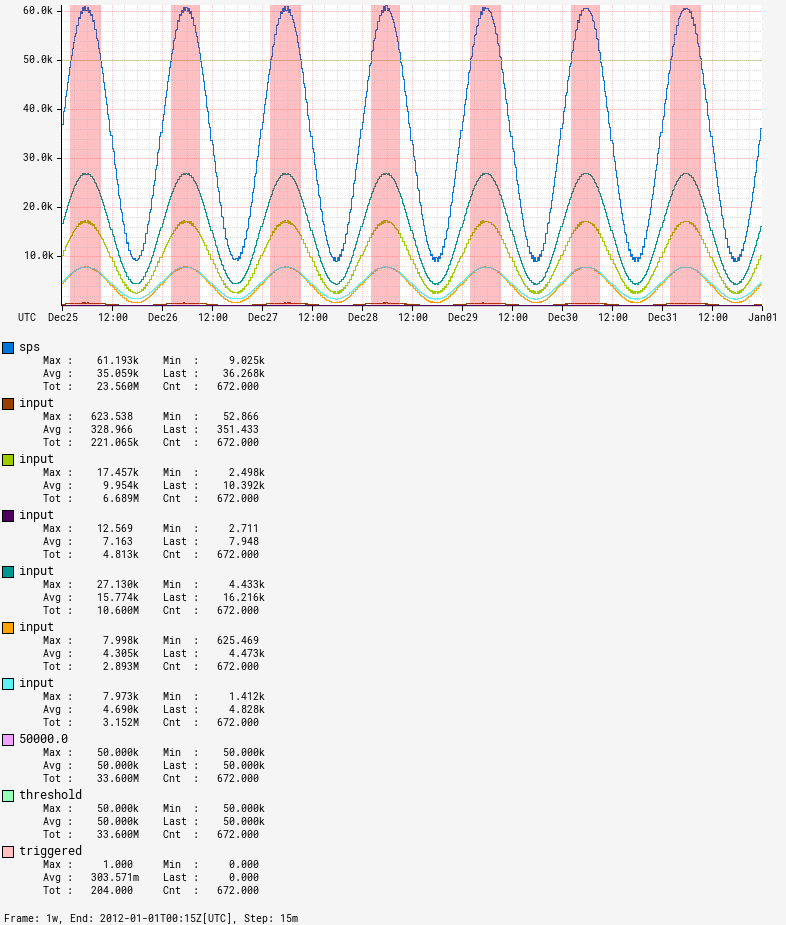 60.0k
50.0k
40.0k
30.0k
20.0k
10.0k
UTC Dec25 12:00 Dec26 12:00 Dec27 12:00 Dec28 12:00 Dec29 12:00 Dec30 12:00 Dec31 12:00 Jan01
sps
Max : 61.193k Min : 9.025k
Avg : 35.059k Last : 36.268k
Tot : 23.560M Cnt : 672.000
input
Max : 623.538 Min : 52.866
Avg : 328.966 Last : 351.433
Tot : 221.065k Cnt : 672.000
input
Max : 17.457k Min : 2.498k
Avg : 9.954k Last : 10.392k
Tot : 6.689M Cnt : 672.000
input
Max : 12.569 Min : 2.711
Avg : 7.163 Last : 7.948
Tot : 4.813k Cnt : 672.000
input
Max : 27.130k Min : 4.433k
Avg : 15.774k Last : 16.216k
Tot : 10.600M Cnt : 672.000
input
Max : 7.998k Min : 625.469
Avg : 4.305k Last : 4.473k
Tot : 2.893M Cnt : 672.000
input
Max : 7.973k Min : 1.412k
Avg : 4.690k Last : 4.828k
Tot : 3.152M Cnt : 672.000
50000.0
Max : 50.000k Min : 50.000k
Avg : 50.000k Last : 50.000k
Tot : 33.600M Cnt : 672.000
threshold
Max : 50.000k Min : 50.000k
Avg : 50.000k Last : 50.000k
Tot : 33.600M Cnt : 672.000
triggered
Max : 1.000 Min : 0.000
Avg : 303.571m Last : 0.000
Tot : 204.000 Cnt : 672.000
Frame: 1w, End: 2012-01-01T00:15Z[UTC], Step: 15m